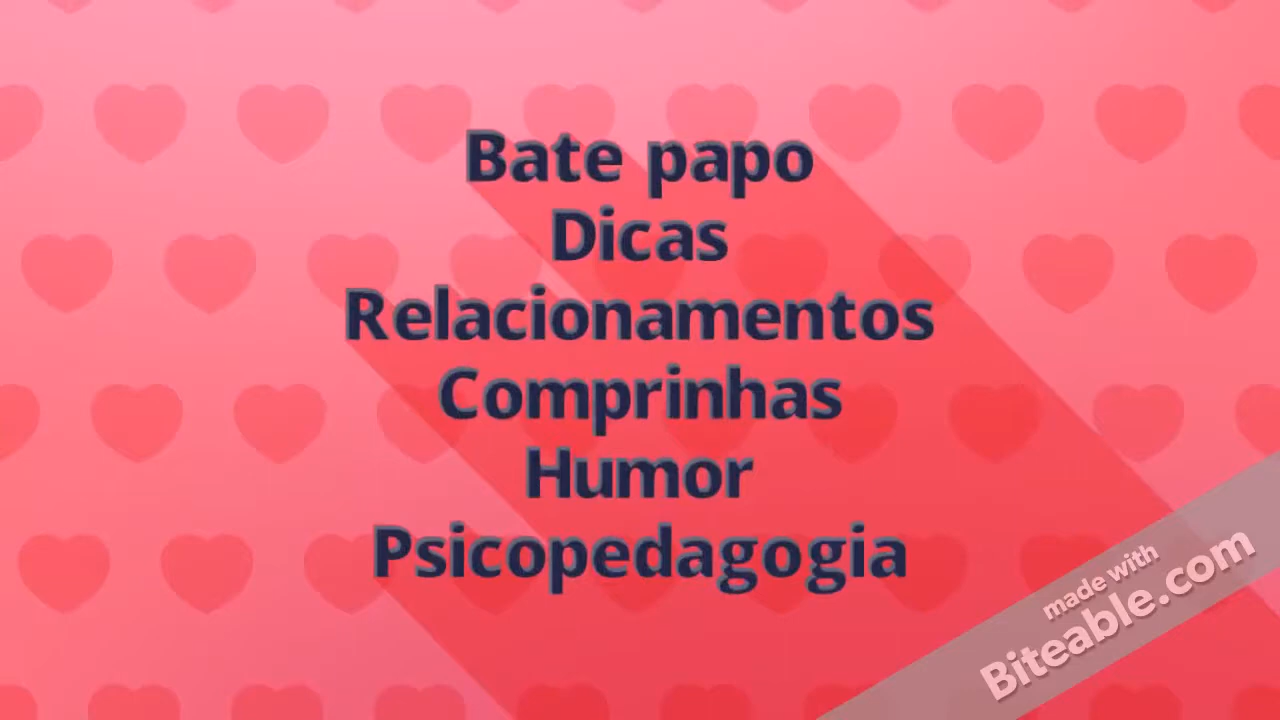 Bate papo
Dicas
Relacionamentos
Comprinhas
Humor
Psicopedagogia
made with
Biteable.com